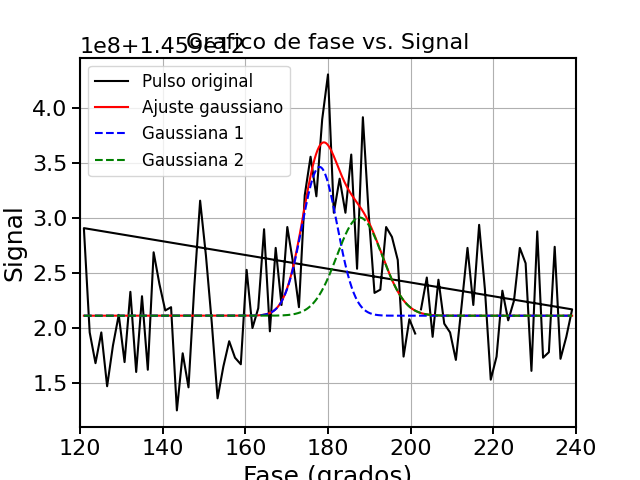 1e8+1.459e12
Grafico de fase vs. Signal
Pulso original
Ajuste gaussiano
Gaussiana 1
Gaussiana 2
Signal
4.0
3.5
3.0
2.5
2.0
1.5
120 140 160 180 200 220 240
Fase (grados)